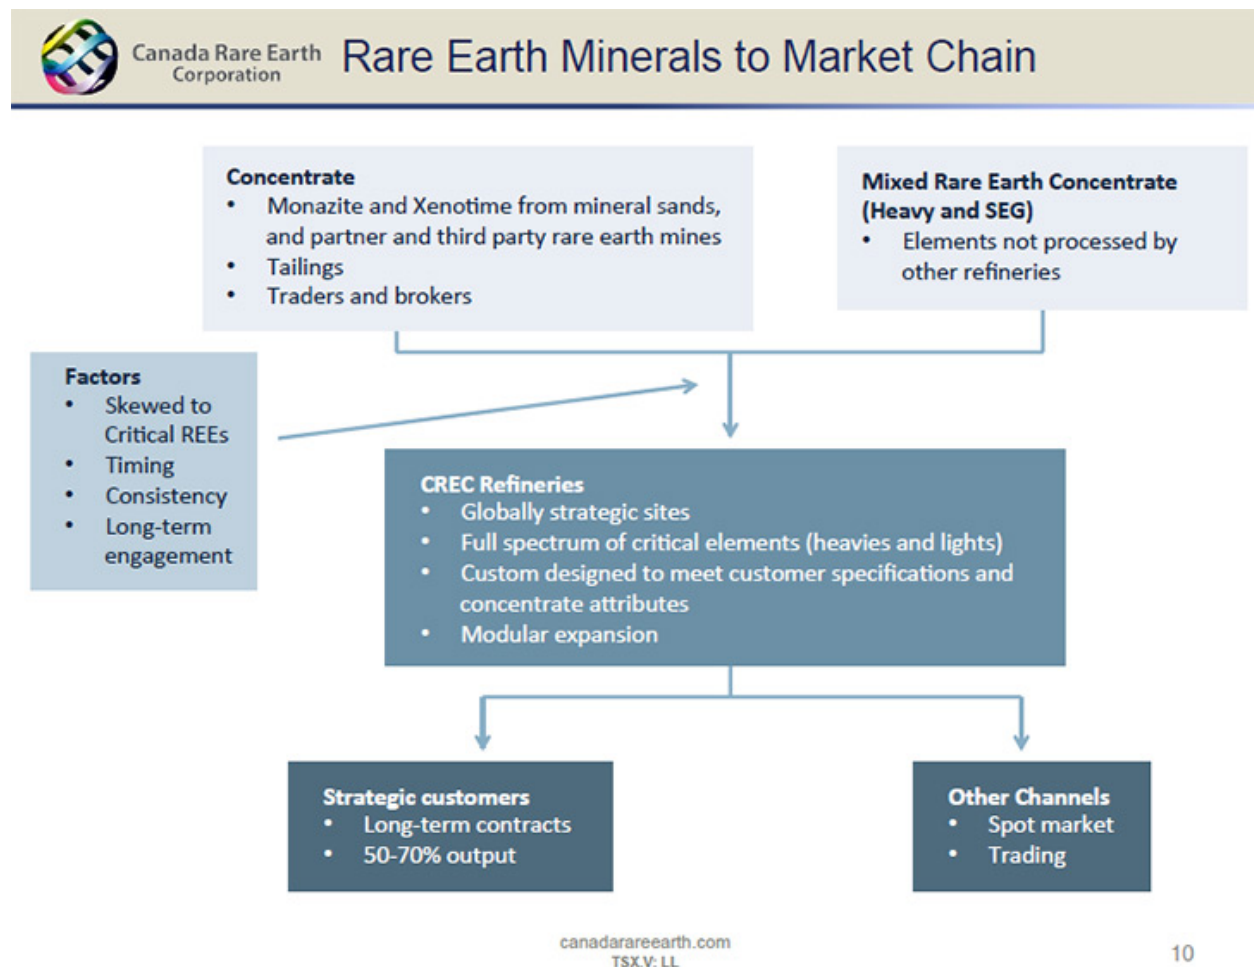 Canada Rare Earth
Corporation
Rare Earth Minerals to Market Chain
Concentrate
• Monazite and Xenotime from mineral sands,
and partner and third party rare earth mines
• Tailings
• Traders and brokers
Mixed Rare Earth Concentrate
(Heavy and SEG)
• Elements not processed by
other refineries
Factors
• Skewed to
Critical REEs
• Timing
• Consistency
• Long-term
engagement
CREC Refineries
• Globally strategic sites
• Full spectrum of critical elements (heavies and lights)
• Custom designed to meet customer specifications and
concentrate attributes
• Modular expansion
Strategic customers
• Long-term contracts
• 50-70% output
Other Channels
• Spot market
• Trading
canadarareearth.com
TSX.V: LL
10